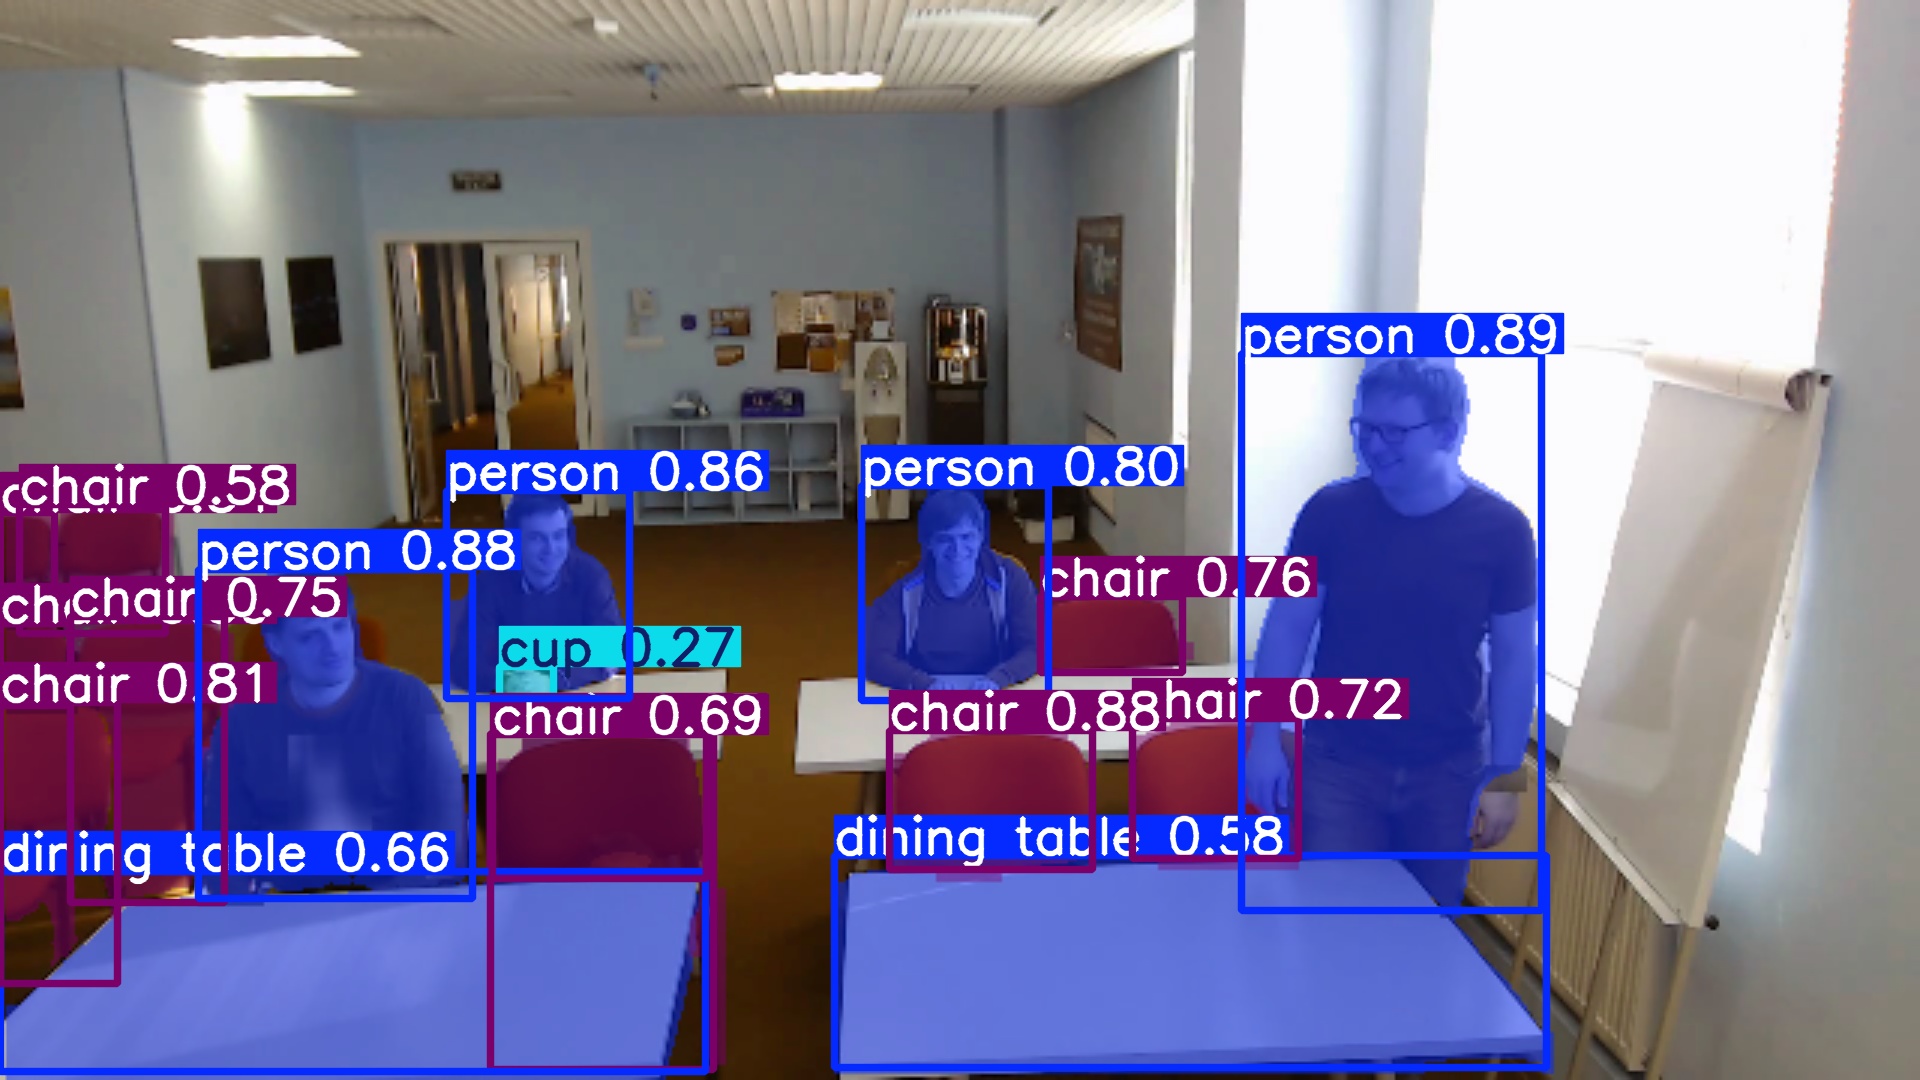 person 0.89
person 0.86
person 0.80
chair 0.58
person 0.88
chair 0.76
chair 0.75
cup 0.27
chair 0.81
chair 0.69
chair 0.88
hair 0.72
dining table 0.58
dining table 0.66